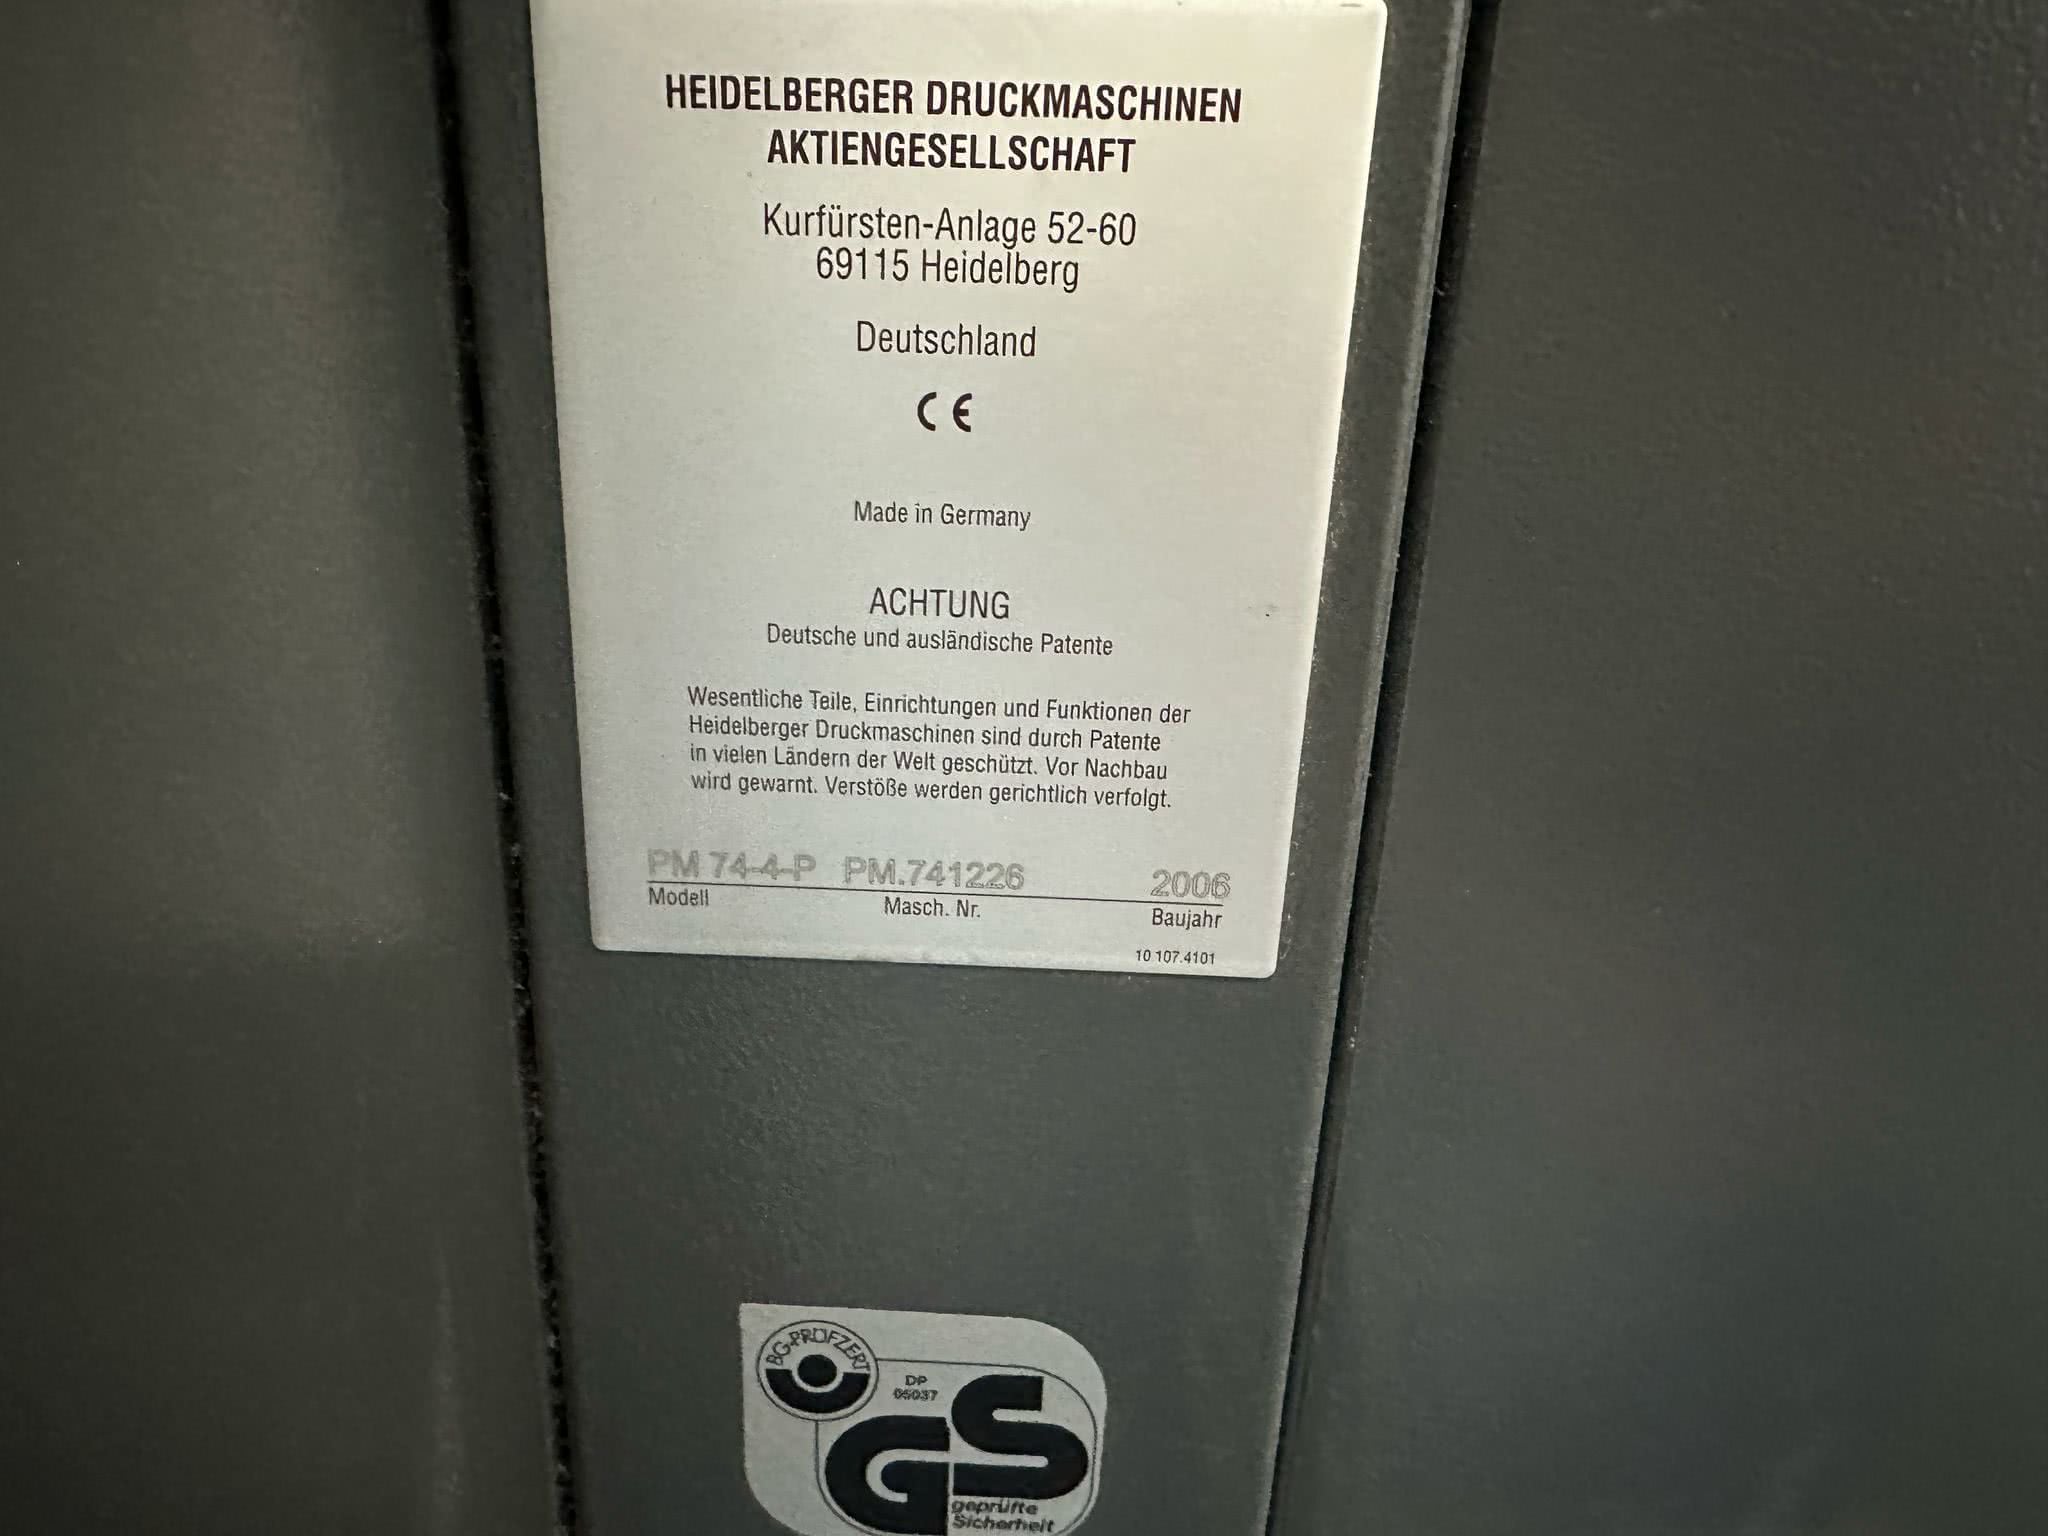 HEIDELBERGER DRUCKMASCHINEN
AKTIENGESELLSCHAFT
Kurfürsten-Anlage 52-60
69115 Heidelberg
Deutschland
CE
Made in Germany
ACHTUNG
Deutsche und ausländische Patente
Wesentliche Teile, Einrichtungen und Funktionen der
Heidelberger Druckmaschinen sind durch Patente
in vielen Ländern der Welt geschützt. Vor Nachbau
wird gewarnt. Verstöße werden gerichtlich verfolgt.
PM 74-4-P PM.741226 2006
Modell Masch. Nr. Baujahr
10 107.4101
BG-PRÜFZERT
DP
05037
GS
geprüfte
Sicherheit